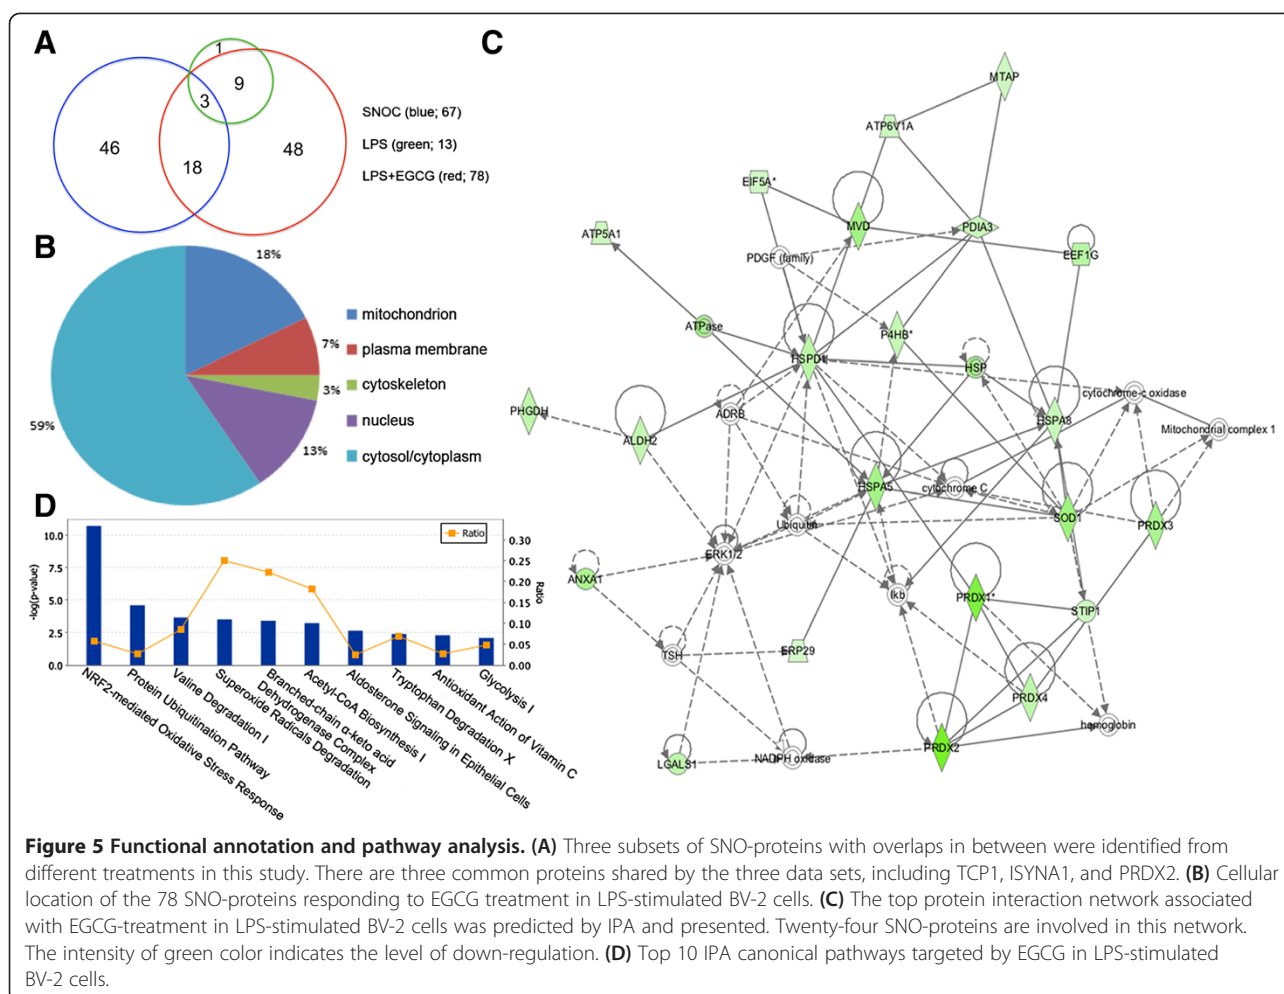 A
1
9
3
46
18
48
SNOC (blue; 67)
LPS (green; 13)
LPS+EGCG (red; 78)
B
18%
7%
3%
13%
59%
mitochondrion
plasma membrane
cytoskeleton
nucleus
cytosol/cytoplasm
C
MTAP
ATP6V1A
EIF5A*
MVD
PDIA3
ATP5A1
PDGF (family)
EEF1G
ATPase
P4HB*
HSPD1
HSP
cytochrome-c oxidase
PHGDH
ADRB
HSPA8
Mitochondrial complex 1
ALDH2
HSPA5
cytochrome C
SOD1
PRDX3
Ubiquitin
ERK1/2
ANXA1
Ikb
PRDX1*
STIP1
TSH
ERP29
PRDX4
hemoglobin
PRDX2
LGALS1
NADPH oxidase
D
Ratio
-log(p-value)
10.0
7.5
5.0
2.5
0.0
0.30
0.25
0.20
0.15
0.10
0.05
0.00
Ratio
NRF2-mediated Oxidative Stress Response
Protein Ubiquitination Pathway
Valine Degradation I
Superoxide Radicals Degradation
Branched-chain α-keto acid
Dehydrogenase Complex
Acetyl-CoA Biosynthesis I
Aldosterone Signaling in Epithelial Cells
Tryptophan Degradation X
Antioxidant Action of Vitamin C
Glycolysis I
Figure 5 Functional annotation and pathway analysis. (A) Three subsets of SNO-proteins with overlaps in between were identified from
different treatments in this study. There are three common proteins shared by the three data sets, including TCP1, ISYNA1, and PRDX2. (B) Cellular
location of the 78 SNO-proteins responding to EGCG treatment in LPS-stimulated BV-2 cells. (C) The top protein interaction network associated
with EGCG-treatment in LPS-stimulated BV-2 cells was predicted by IPA and presented. Twenty-four SNO-proteins are involved in this network.
The intensity of green color indicates the level of down-regulation. (D) Top 10 IPA canonical pathways targeted by EGCG in LPS-stimulated
BV-2 cells.